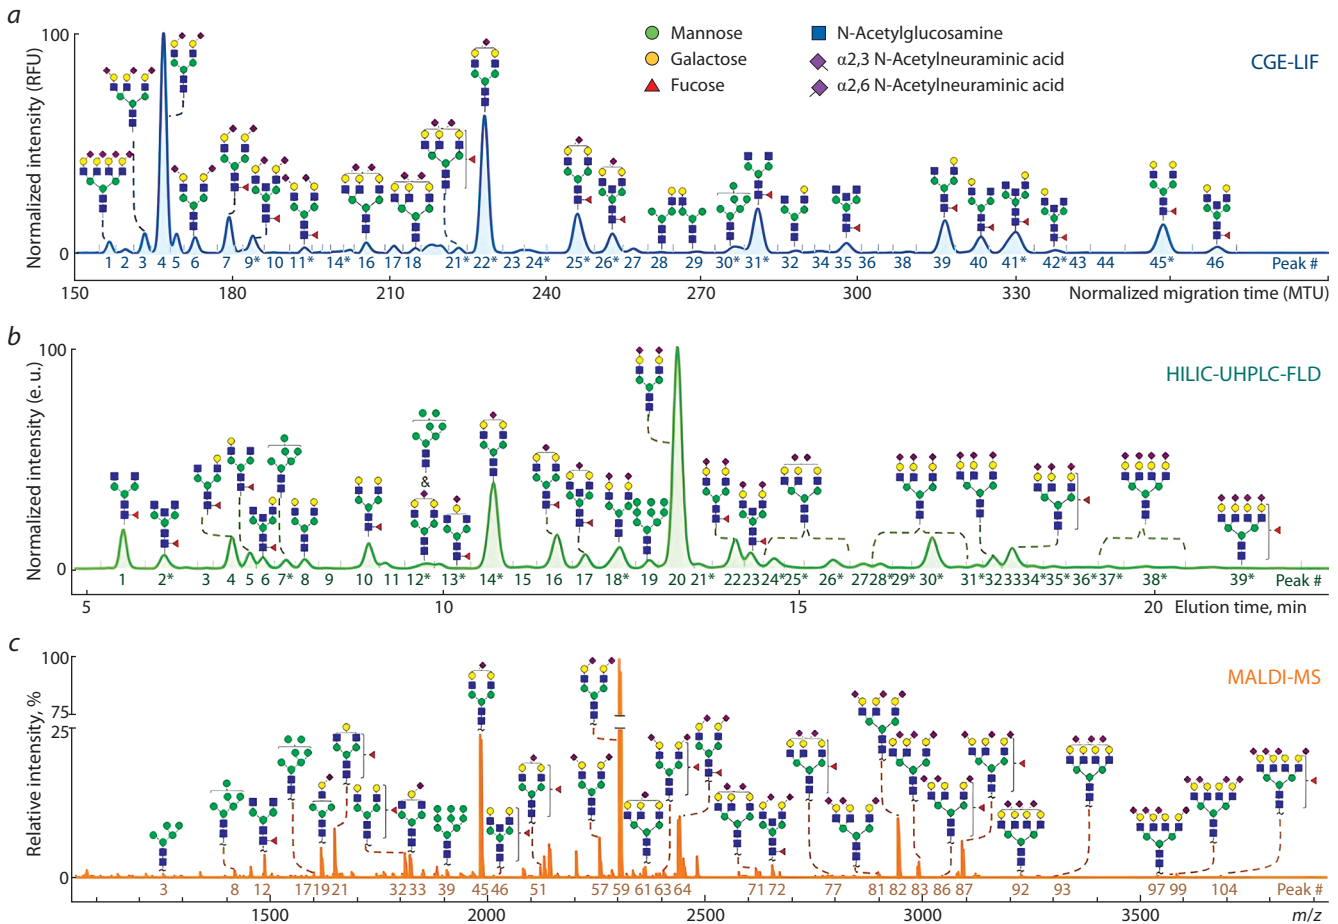 a
100
Normalized intensity (RFU)
0
Mannose
Galactose
Fucose
N-Acetylglucosamine
α2,3 N-Acetylneuraminic acid
α2,6 N-Acetylneuraminic acid
CGE-LIF
1 2 3 4 5 6 7 9* 10 11* 14* 16 17 18 21* 22* 23 24* 25* 26* 27 28 29 30* 31* 32 34 35 36 38 39 40 41* 42* 43 44 45* 46 Peak #
150 180 210 240 270 300 330 Normalized migration time (MTU)
b
100
Normalized intensity (e. u.)
0
HILIC-UHPLC-FLD
&
1 2* 3 4 5 6 7* 8 9 10 11 12* 13* 14* 15 16 17 18* 19 20 21* 22 23 24* 25* 26* 27 28* 29* 30* 31* 32 33 34* 35* 36* 37* 38* 39* Peak #
5 10 15 20 Elution time, min
c
100
75
25
Relative intensity, %
0
MALDI-MS
3 8 12 17 19 21 32 33 39 45 46 51 57 59 61 63 64 71 72 77 81 82 83 86 87 92 93 97 99 104 Peak #
1500 2000 2500 3000 3500 m/z